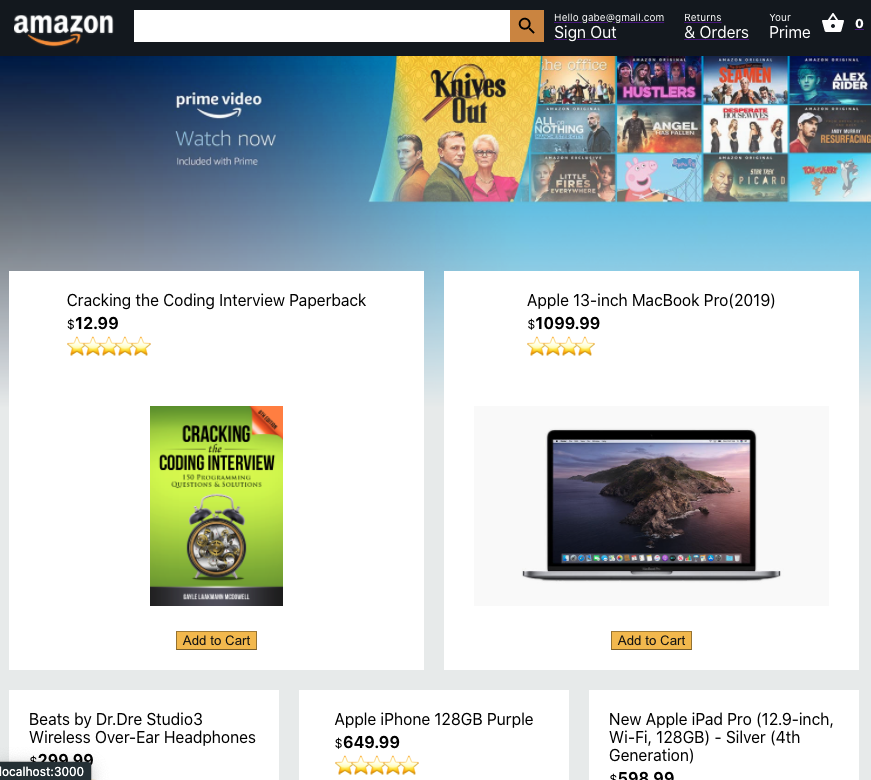 amazon
Hello gabe@gmail.com
Sign Out
Returns
& Orders
Your
Prime
0
prime video
Watch now
Included with Prime
Knives
Out
the office
AMAZON ORIGINAL
HUSTLERS
AMAZON ORIGINAL
SEAMEN
AMAZON ORIGINAL
ALEX
RIDER
ALL OR
NOTHING
ANGEL
HAS FALLEN
DESPERATE
HOUSEWIVES
ANDY MURRAY
RESURFACING
AMAZON EXCLUSIVE
LITTLE
FIRES
EVERYWHERE
AMAZON ORIGINAL
STAR TREK
PICARD
TOM and JERRY
Cracking the Coding Interview Paperback
$12.99
Apple 13-inch MacBook Pro(2019)
$1099.99
CRACKING
the
CODING INTERVIEW
150 PROGRAMMING
QUESTIONS & SOLUTIONS
GAYLE LAAKMANN MCDOWELL
Add to Cart
Add to Cart
Beats by Dr.Dre Studio3
Wireless Over-Ear Headphones
$299.99
Apple iPhone 128GB Purple
$649.99
New Apple iPad Pro (12.9-inch,
Wi-Fi, 128GB) - Silver (4th
Generation)
$598.99
localhost:3000